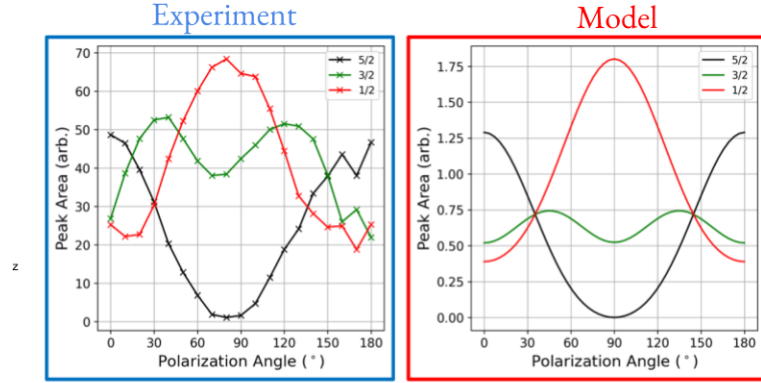 Experiment
Model
70
60
50
40
30
20
10
0
Peak Area (arb.)
5/2
3/2
1/2
0 30 60 90 120 150 180
Polarization Angle (°)
1.75
1.50
1.25
1.00
0.75
0.50
0.25
0.00
Peak Area (arb.)
5/2
3/2
1/2
0 30 60 90 120 150 180
Polarization Angle (°)
z